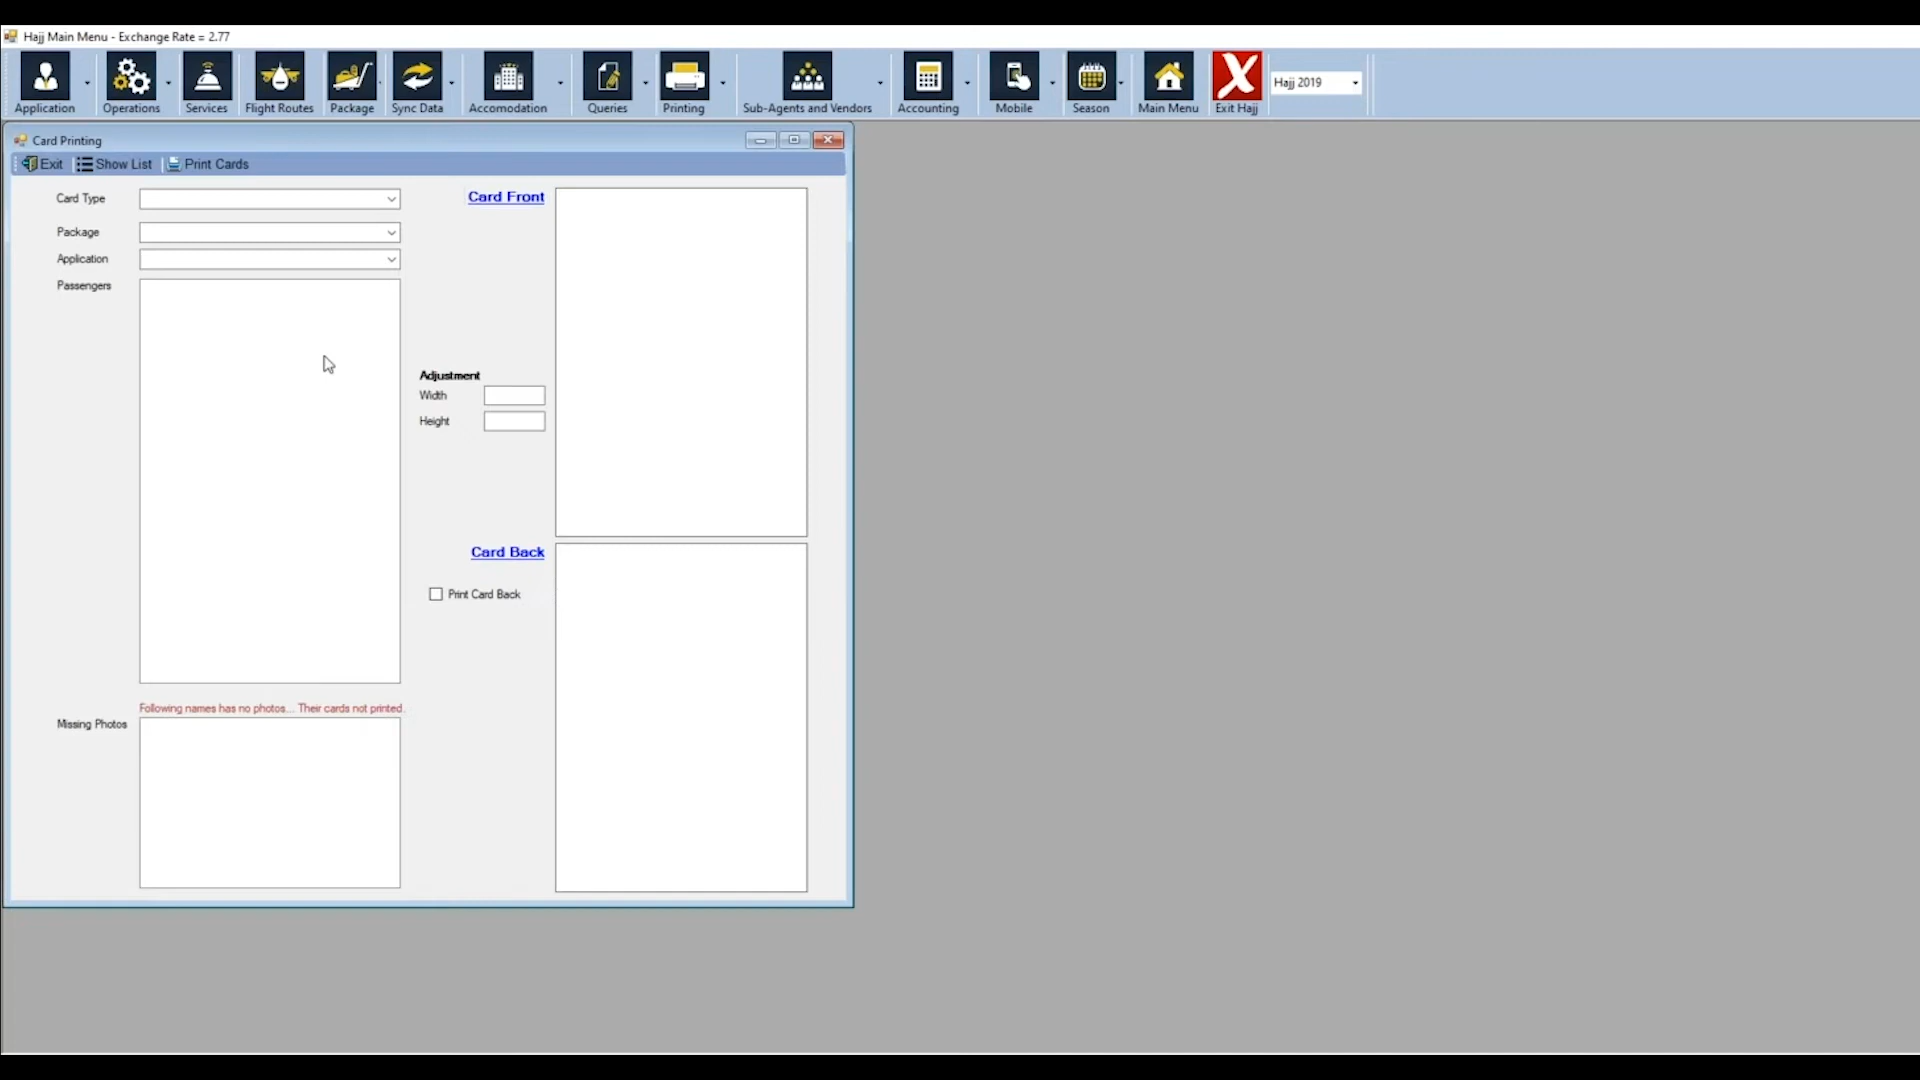 Hajj Main Menu - Exchange Rate = 2.77
Application Operations Services Flight Routes Package Sync Data Accomodation Queries Printing Sub-Agents and Vendors Accounting Mobile Season Main Menu Exit Hajj Hajj 2019
Card Printing
Exit Show List Print Cards
Card Type
Card Front
Package
Application
Passengers
Adjustment
Width
Height
Card Back
Print Card Back
Following names has no photos... Their cards not printed.
Missing Photos